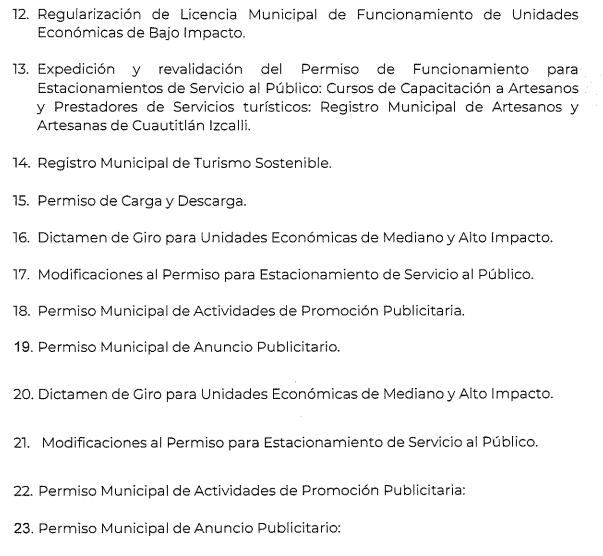 12. Regularización de Licencia Municipal de Funcionamiento de Unidades
Económicas de Bajo Impacto.
13. Expedición y revalidación del Permiso de Funcionamiento para
Estacionamientos de Servicio al Público: Cursos de Capacitación a Artesanos
y Prestadores de Servicios turísticos: Registro Municipal de Artesanos y
Artesanas de Cuautitlán Izcalli.
14. Registro Municipal de Turismo Sostenible.
15. Permiso de Carga y Descarga.
16. Dictamen de Giro para Unidades Económicas de Mediano y Alto Impacto.
17. Modificaciones al Permiso para Estacionamiento de Servicio al Público.
18. Permiso Municipal de Actividades de Promoción Publicitaria.
19. Permiso Municipal de Anuncio Publicitario.
20. Dictamen de Giro para Unidades Económicas de Mediano y Alto Impacto.
21. Modificaciones al Permiso para Estacionamiento de Servicio al Público.
22. Permiso Municipal de Actividades de Promoción Publicitaria:
23. Permiso Municipal de Anuncio Publicitario: